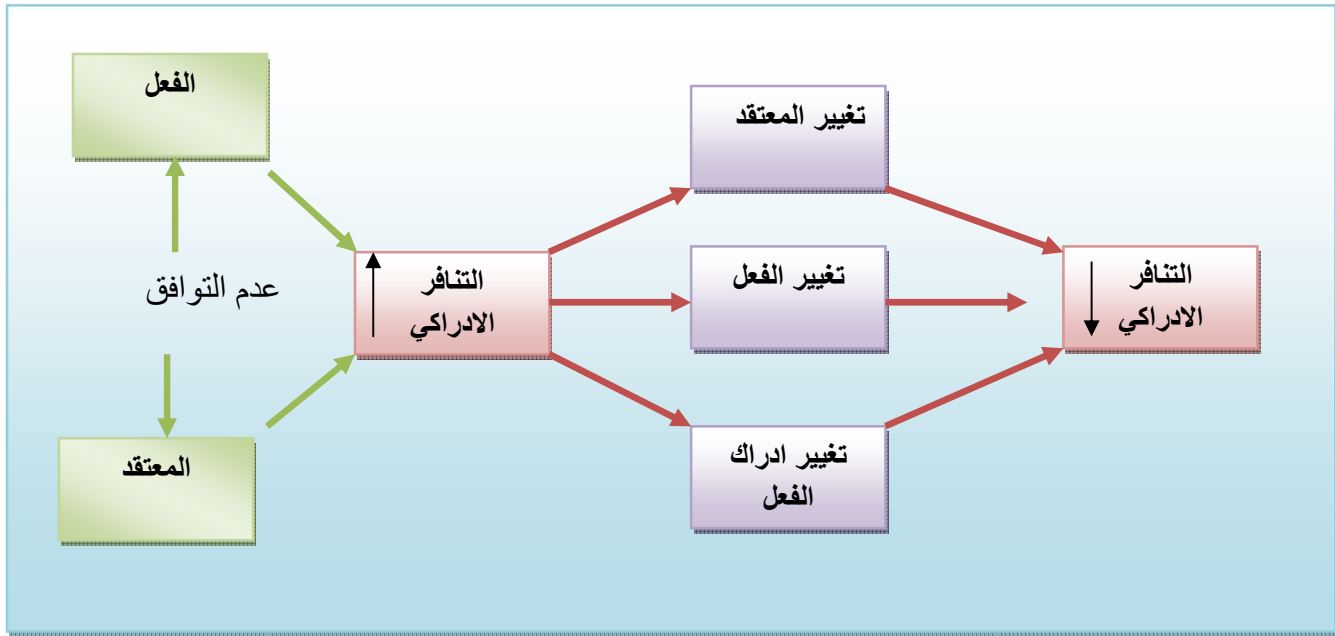 الفعل
عدم التوافق
المعتقد
التنافر
الادراكي
تغيير المعتقد
تغيير الفعل
تغيير ادراك
الفعل
التنافر
الادراكي